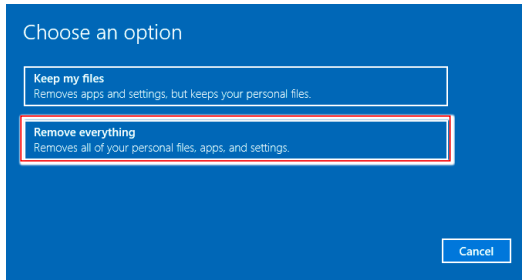 Choose an option
Keep my files
Removes apps and settings, but keeps your personal files.
Remove everything
Removes all of your personal files, apps, and settings.
Cancel